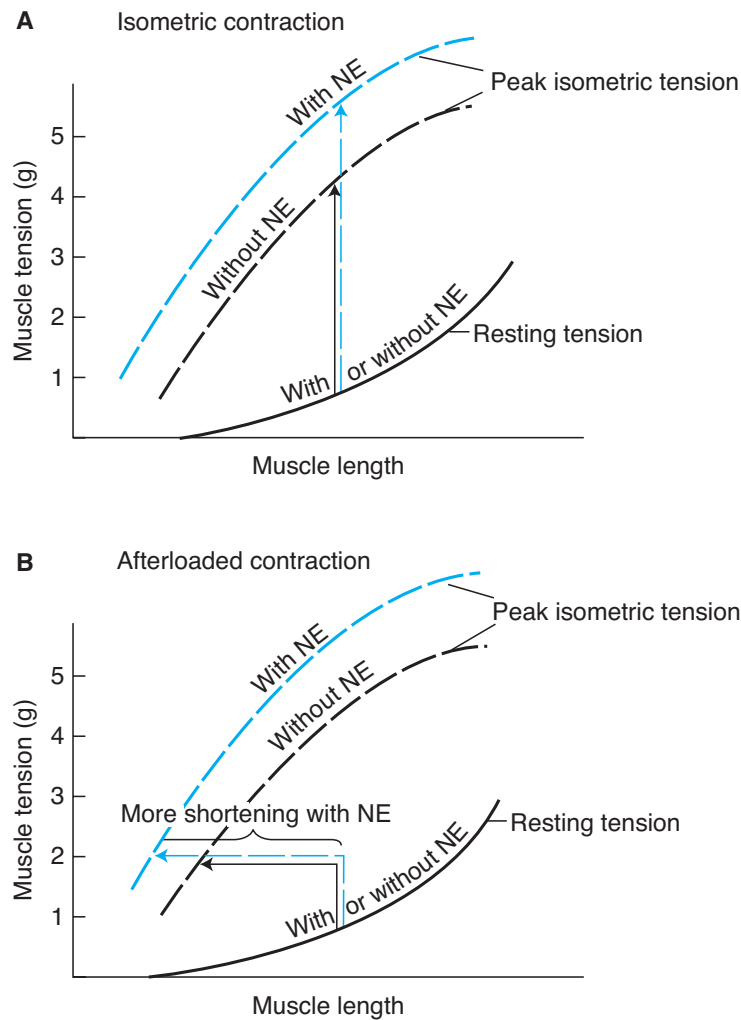 A Isometric contraction
With NE
Peak isometric tension
Without NE
Muscle tension (g)
5
4
3
2
1
With or without NE
Resting tension
Muscle length
B Afterloaded contraction
With NE
Peak isometric tension
Without NE
Muscle tension (g)
5
4
3
2
1
More shortening with NE
With or without NE
Resting tension
Muscle length